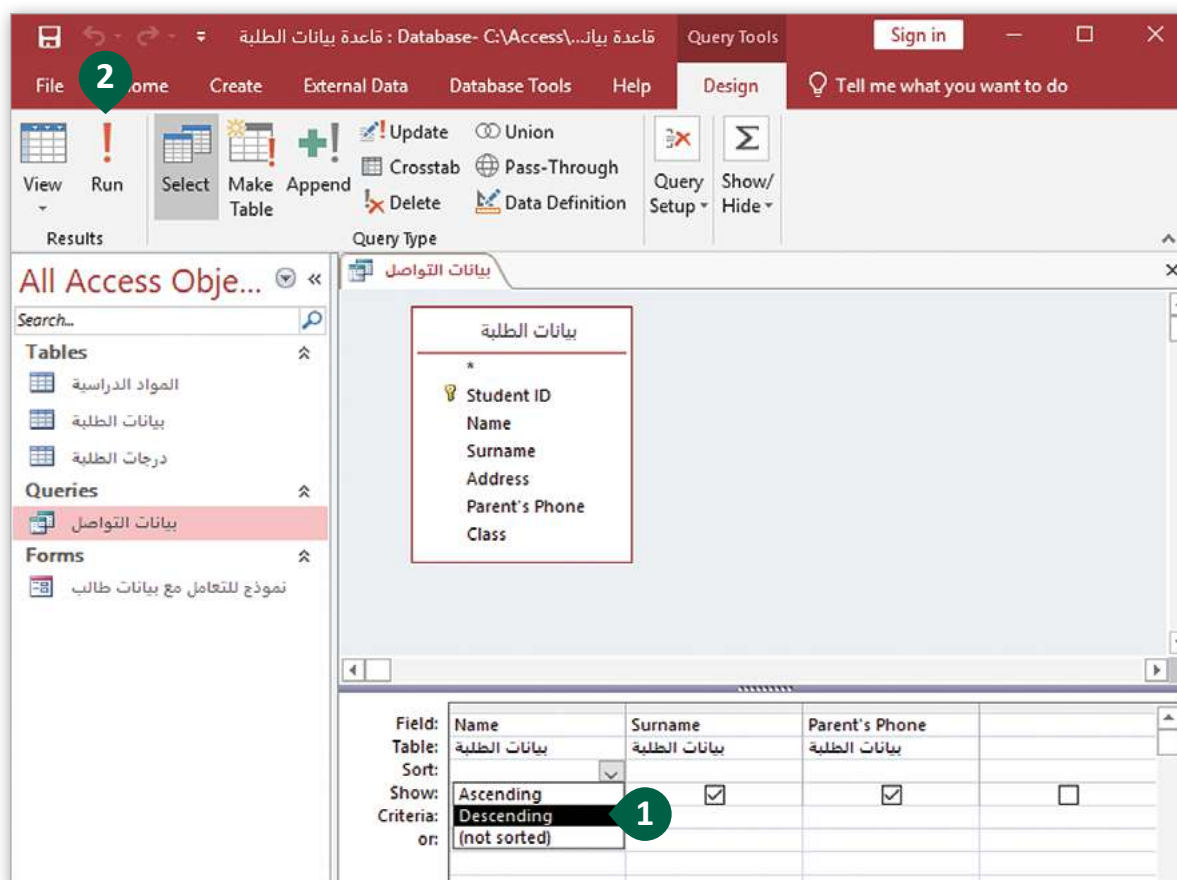 قاعدة بيانات الطلبة : Database- C:\Access\...قاعدة بيانـ Query Tools Sign in
File Home Create External Data Database Tools Help Design Tell me what you want to do
2
Update Union
Crosstab Pass-Through
Delete Data Definition
View Run Select Make Table Append Query Setup Show/ Hide
Results Query Type
All Access Obje...
بيانات التواصل
Search...
Tables
المواد الدراسية
بيانات الطلبة
درجات الطلبة
Queries
بيانات التواصل
Forms
نموذج للتعامل مع بيانات طالب
بيانات الطلبة
*
Student ID
Name
Surname
Address
Parent's Phone
Class
Field: Name Surname Parent's Phone
Table: بيانات الطلبة بيانات الطلبة بيانات الطلبة
Sort:
Show: Ascending
Criteria: Descending 1
or: (not sorted)